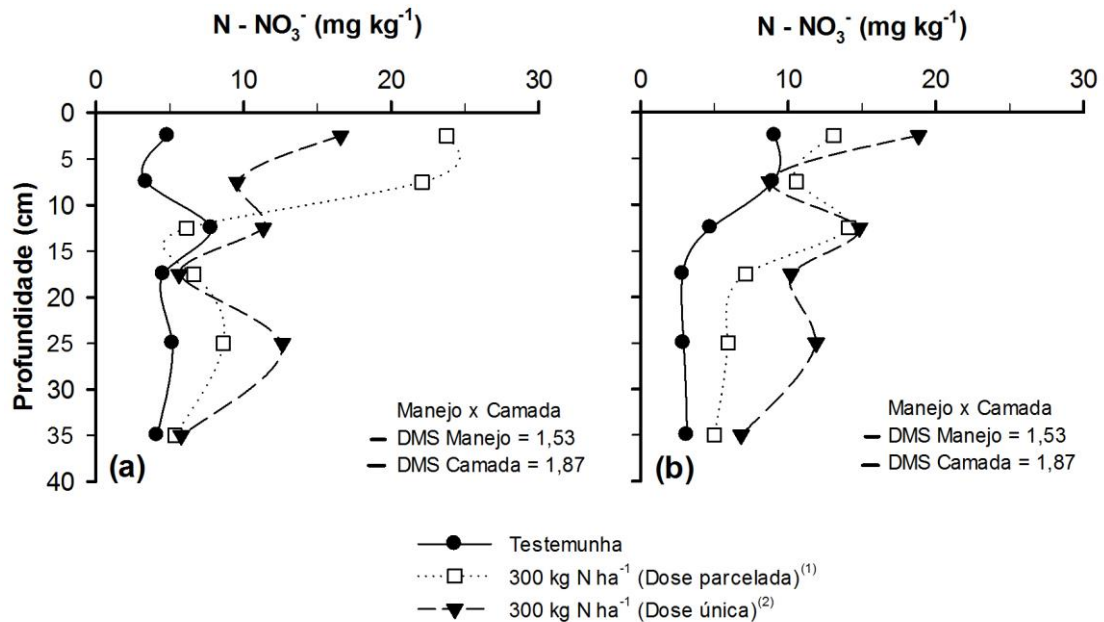 N - NO₃⁻ (mg kg⁻¹)
N - NO₃⁻ (mg kg⁻¹)
0 10 20 30
0 10 20 30
Profundidade (cm)
0
5
10
15
20
25
30
35
40
Manejo x Camada
DMS Manejo = 1,53
DMS Camada = 1,87
(a)
Manejo x Camada
DMS Manejo = 1,53
DMS Camada = 1,87
(b)
Testemunha
300 kg N ha⁻¹ (Dose parcelada)⁽¹⁾
300 kg N ha⁻¹ (Dose única)⁽²⁾